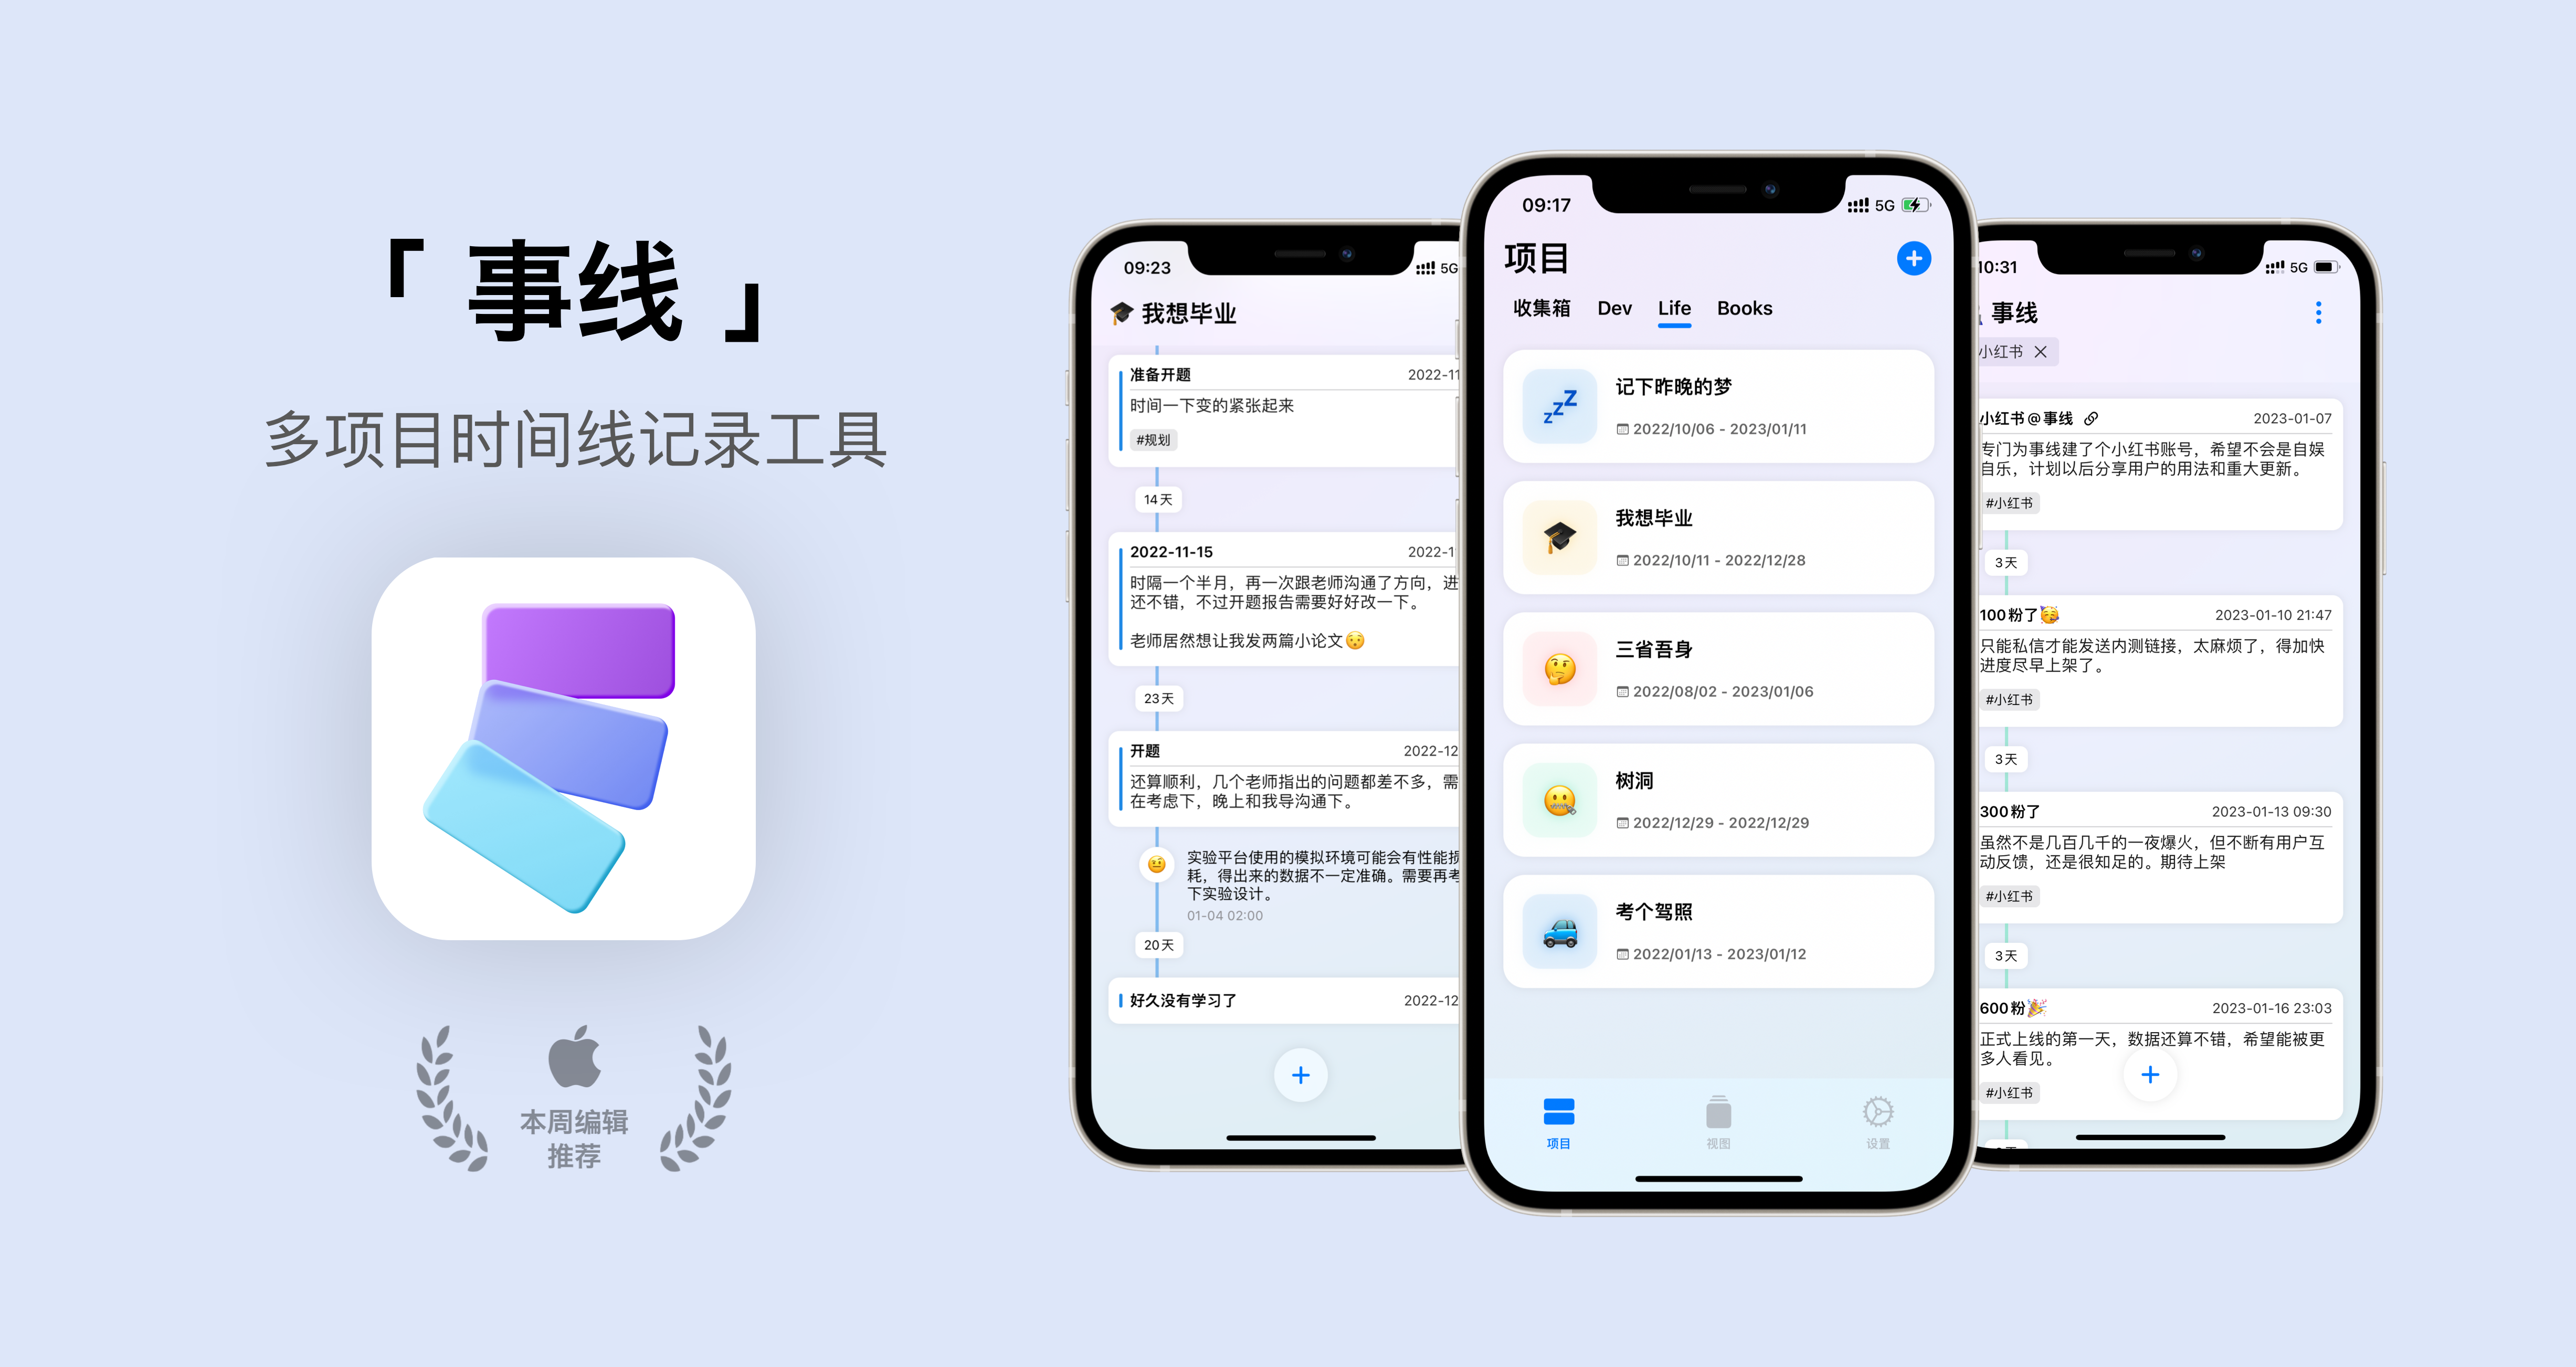 「 事线 」
多项目时间线记录工具
本周编辑
推荐
09:23
5G
🎓 我想毕业
准备开题 2022-11
时间一下变的紧张起来
#规划
14天
2022-11-15 2022-1
时隔一个半月，再一次跟老师沟通了方向，进
还不错，不过开题报告需要好好改一下。
老师居然想让我发两篇小论文😯
23天
开题 2022-12
还算顺利，几个老师指出的问题都差不多，需
在考虑下，晚上和我导沟通下。
实验平台使用的模拟环境可能会有性能损
耗，得出来的数据不一定准确。需要再考
下实验设计。
01-04 02:00
20天
好久没有学习了 2022-12
09:17
5G
项目
收集箱 Dev Life Books
💤
记下昨晚的梦
2022/10/06 - 2023/01/11
我想毕业
2022/10/11 - 2022/12/28
三省吾身
2022/08/02 - 2023/01/06
树洞
2022/12/29 - 2022/12/29
考个驾照
2022/01/13 - 2023/01/12
项目 视图 设置
10:31
5G
事线
小红书 ×
小红书@事线 2023-01-07
专门为事线建了个小红书账号，希望不会是自娱
自乐，计划以后分享用户的用法和重大更新。
#小红书
3天
100粉了🥳 2023-01-10 21:47
只能私信才能发送内测链接，太麻烦了，得加快
进度尽早上架了。
#小红书
3天
300粉了 2023-01-13 09:30
虽然不是几百几千的一夜爆火，但不断有用户互
动反馈，还是很知足的。期待上架
#小红书
3天
600粉🎉 2023-01-16 23:03
正式上线的第一天，数据还算不错，希望能被更
多人看见。
#小红书